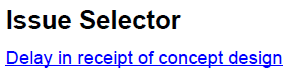 Issue Selector
Delay in receipt of concept design